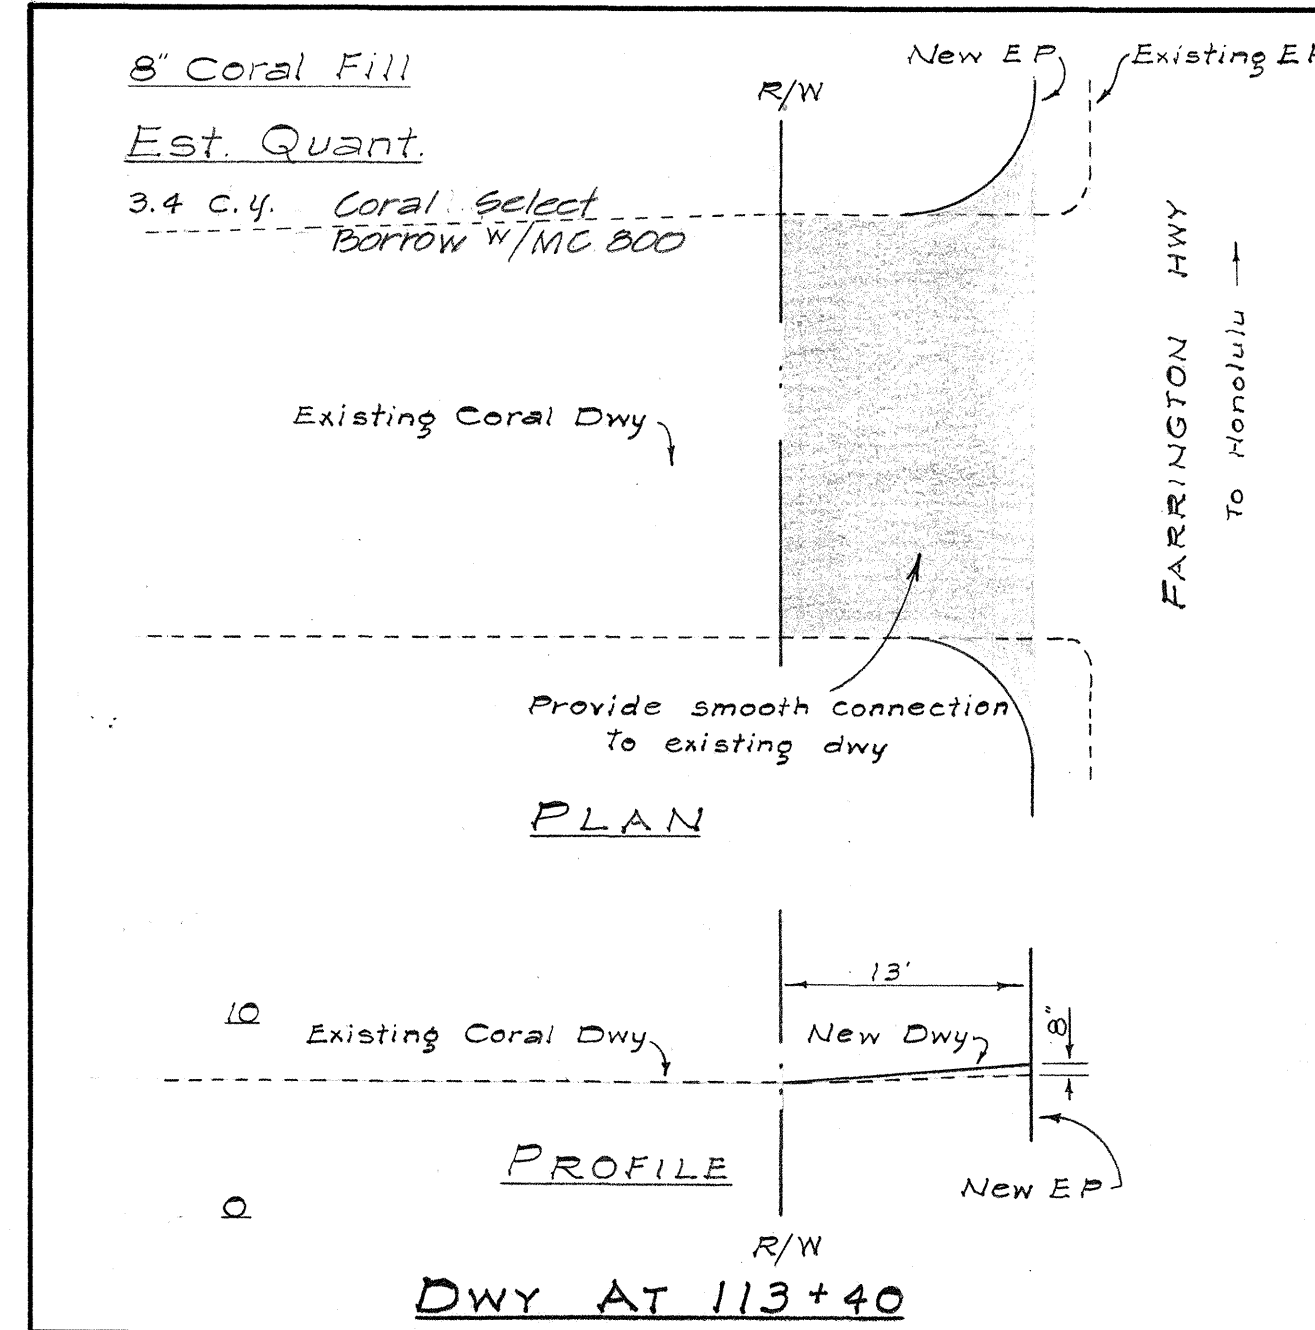 8" Coral Fill
Est. Quant.
3.4 C.Y. Coral Select
Borrow W/MC 800
R/W
New EP
Existing EP
FARRINGTON HWY
To Honolulu
Existing Coral Dwy
Provide smooth connection
to existing dwy
PLAN
13'
10
Existing Coral Dwy
New Dwy
8"
PROFILE
0
New EP
R/W
DWY AT 113+40